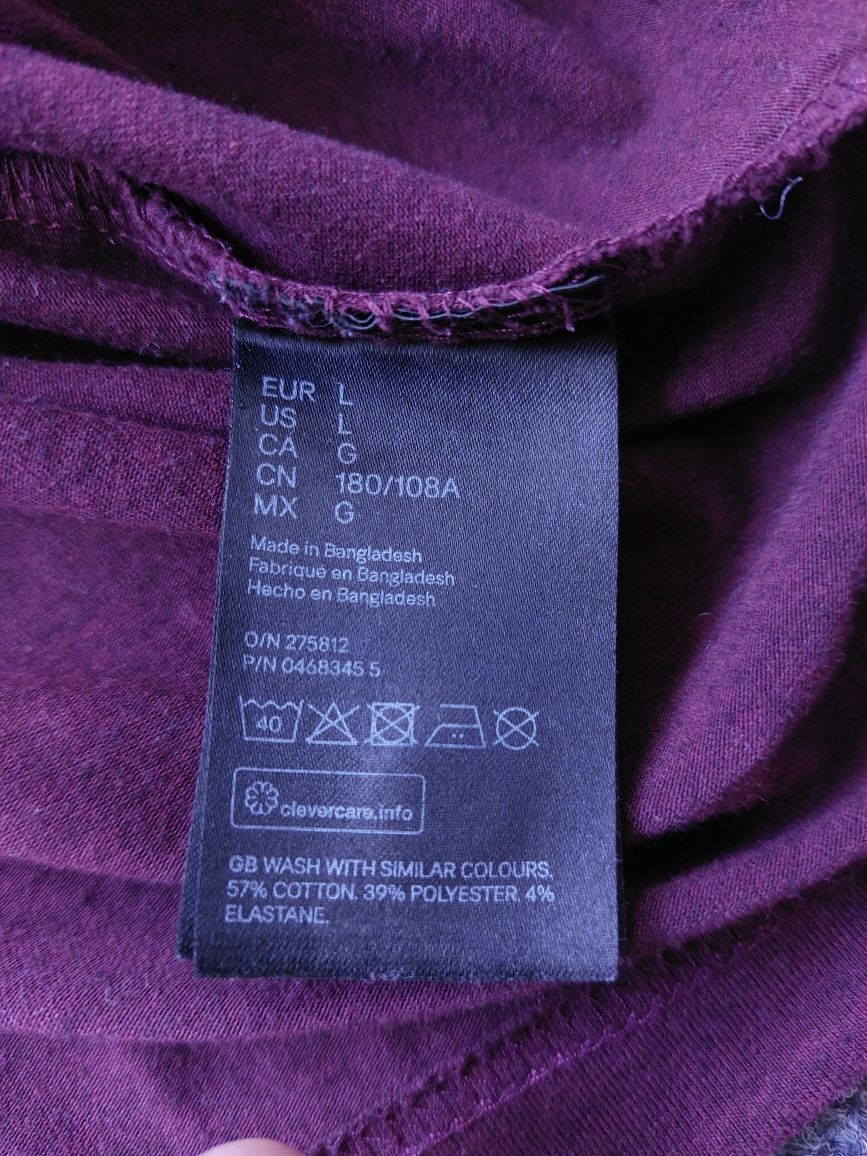 EUR L
US L
CA G
CN 180/108A
MX G
Made in Bangladesh
Fabriqué en Bangladesh
Hecho en Bangladesh
O/N 275812
P/N 0468345 5
40
clevercare.info
GB WASH WITH SIMILAR COLOURS.
57% COTTON. 39% POLYESTER. 4%
ELASTANE.